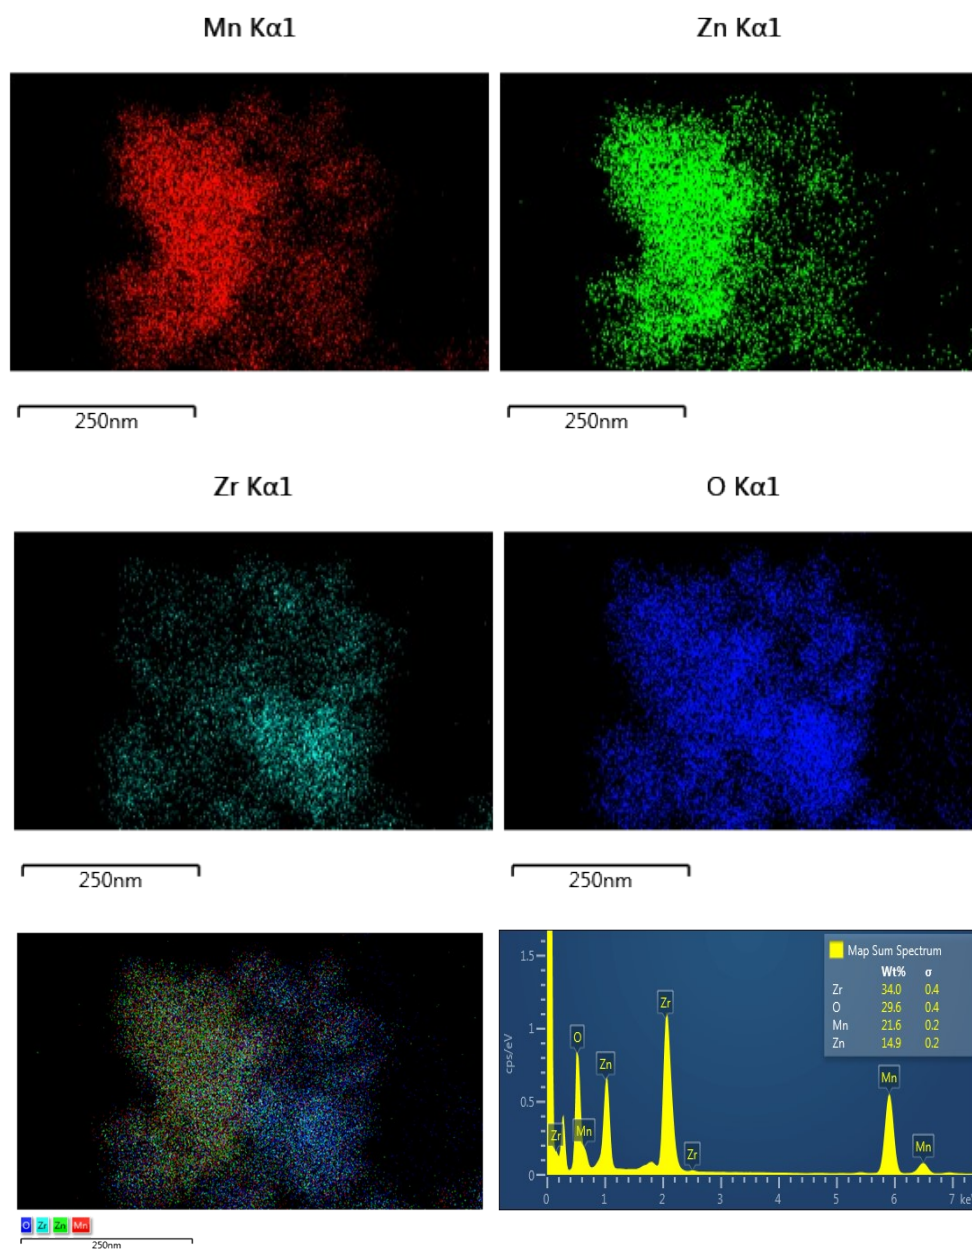 Mn Kα1
Zn Kα1
250nm
250nm
Zr Kα1
O Kα1
250nm
250nm
O Zr Zn Mn
250nm
Map Sum Spectrum
Wt% σ
Zr 34.0 0.4
O 29.6 0.4
Mn 21.6 0.2
Zn 14.9 0.2
cps/eV
1.5
1
0.5
0
Zr
O
Mn
Zn
Zr
Zr
Mn
Mn
0 1 2 3 4 5 6 7 ke